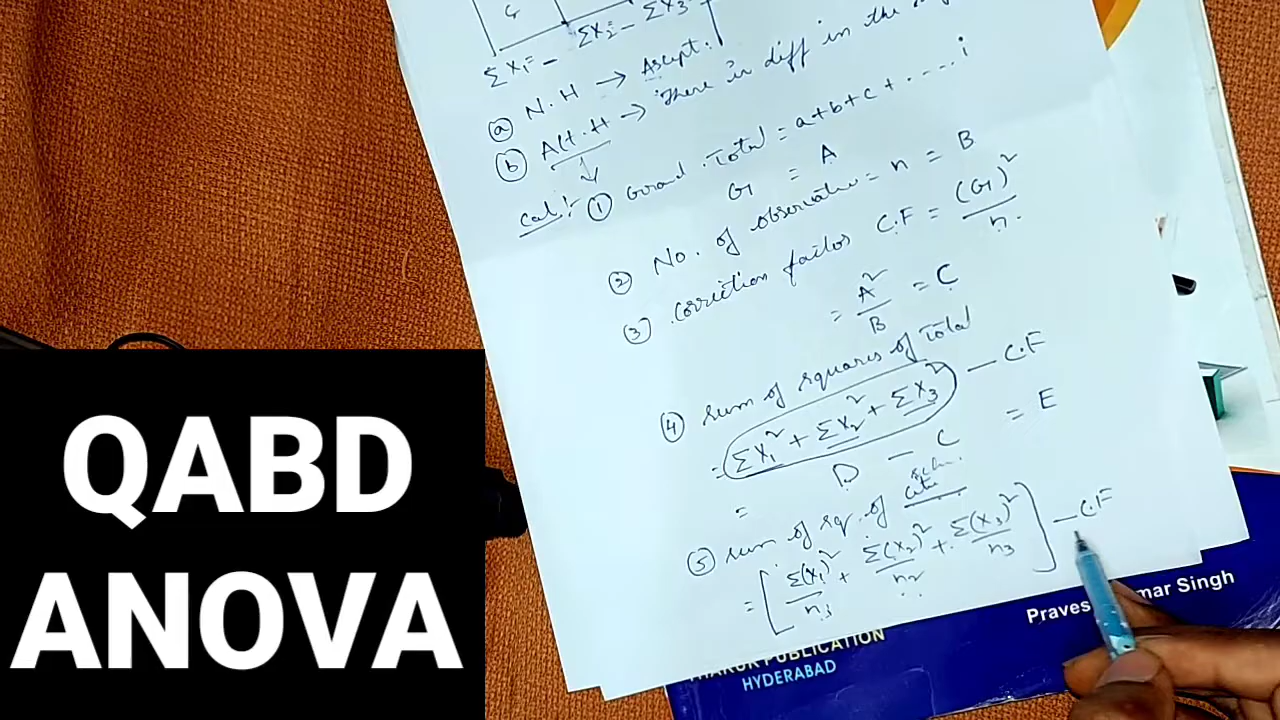 ΣX₁ = – ΣX₂ = – ΣX₃
(a) N.H → Accept.
(b) Alt.H → There is diff in the
Cal:- (1) Grand Total = a+b+c+.....i
G = A
(2) No. of observation = n = B
(3) Correction factor C.F = (G)²/n.
= A²/B = C
(4) sum of squares of Total
= ΣX₁² + ΣX₂² + ΣX₃² – C.F
= D – C = E
(5) sum of sq. of
= [Σ(X₁)²/n₃ + Σ(X₂)²/n₂ + Σ(X₃)²/n₃] – C.F
QABD
ANOVA
mar Singh
PUBLICATION
HYDERABAD